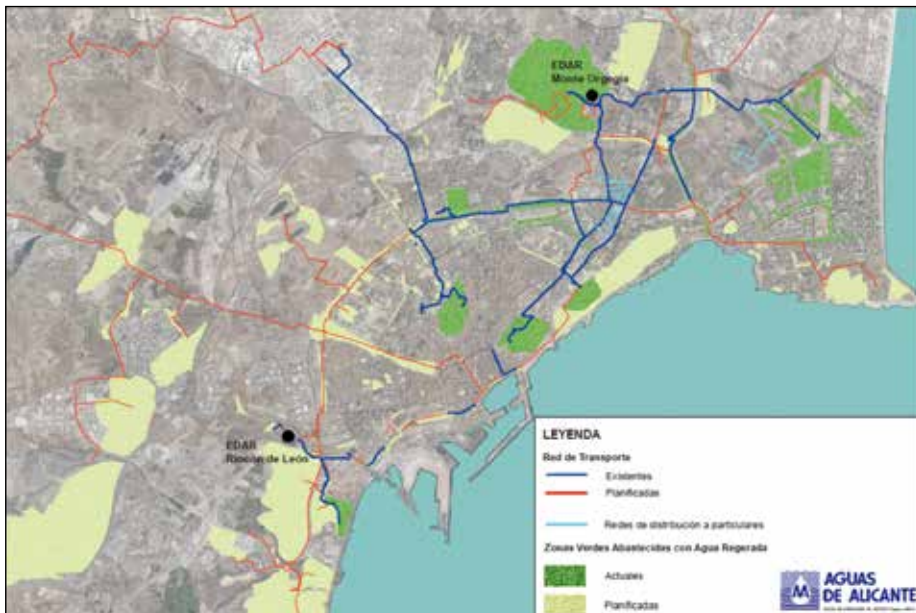 EDAR
Monte Orgegia
EDAR
Rincón de León
LEYENDA
Red de Transporte
Existentes
Planificadas
Redes de distribución a particulares
Zonas Verdes Abastecidas con Agua Regerada
Actuales
Planificadas
AGUAS
DE ALICANTE